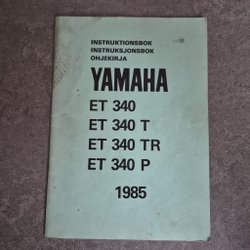 INSTRUKTIONSBOK
INSTRUKSJONSBOK
OHJEKIRJA
YAMAHA
ET 340
ET 340 T
ET 340 TR
ET 340 P
1985